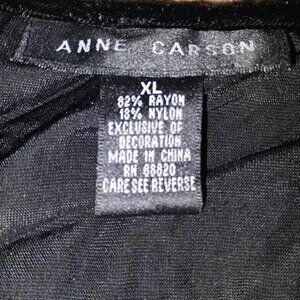 ANNE CARSON
XL
82% RAYON
18% NYLON
EXCLUSIVE OF
DECORATION
MADE IN CHINA
RN 88820
CARE SEE REVERSE